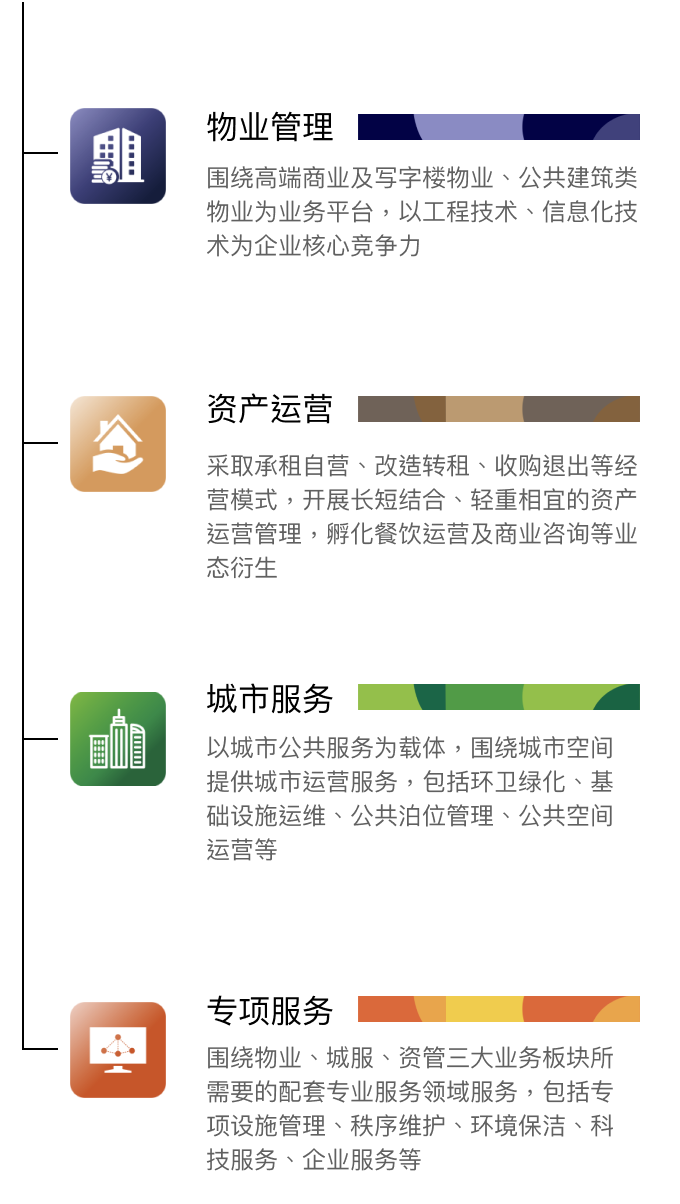 物业管理
围绕高端商业及写字楼物业、公共建筑类
物业为业务平台，以工程技术、信息化技
术为企业核心竞争力
资产运营
采取承租自营、改造转租、收购退出等经
营模式，开展长短结合、轻重相宜的资产
运营管理，孵化餐饮运营及商业咨询等业
态衍生
城市服务
以城市公共服务为载体，围绕城市空间
提供城市运营服务，包括环卫绿化、基
础设施运维、公共泊位管理、公共空间
运营等
专项服务
围绕物业、城服、资管三大业务板块所
需要的配套专业服务领域服务，包括专
项设施管理、秩序维护、环境保洁、科
技服务、企业服务等